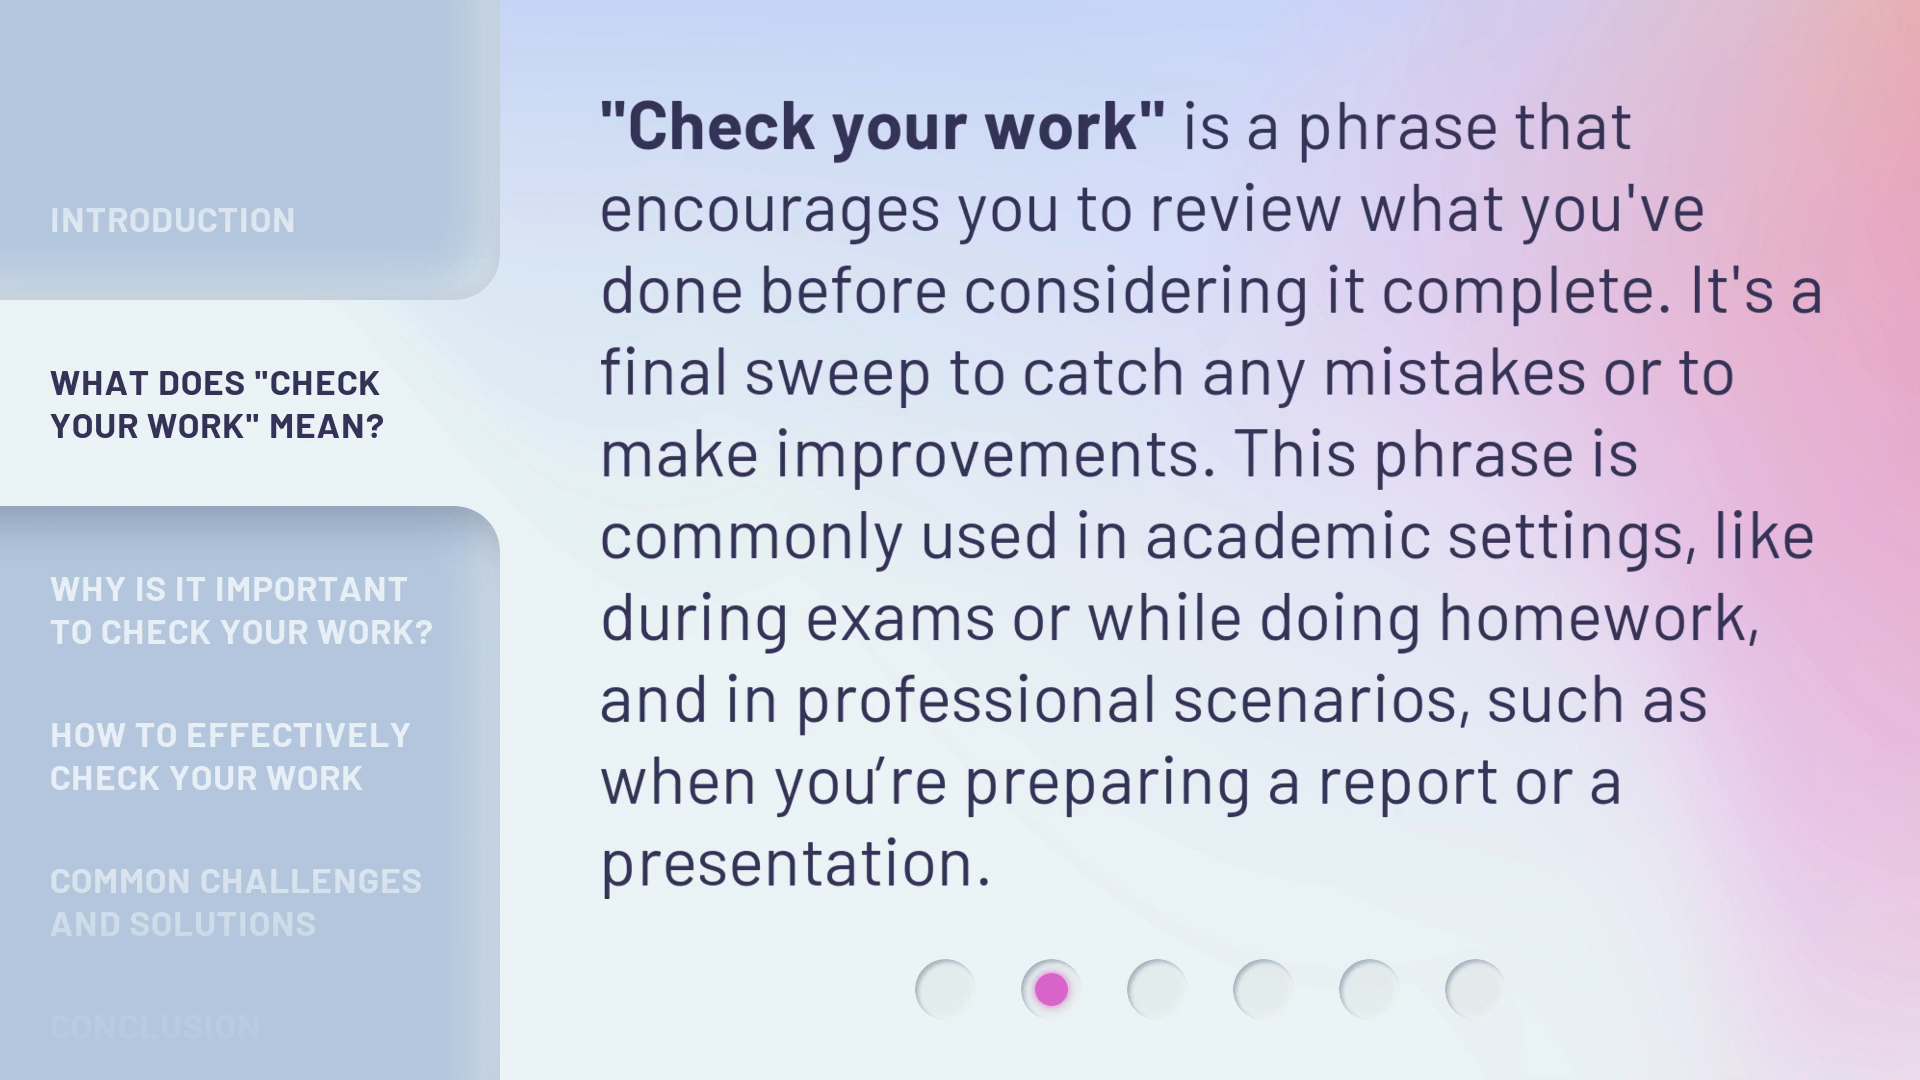 INTRODUCTION
WHAT DOES "CHECK
YOUR WORK" MEAN?
WHY IS IT IMPORTANT
TO CHECK YOUR WORK?
HOW TO EFFECTIVELY
CHECK YOUR WORK
COMMON CHALLENGES
AND SOLUTIONS
CONCLUSION
"Check your work" is a phrase that
encourages you to review what you've
done before considering it complete. It's a
final sweep to catch any mistakes or to
make improvements. This phrase is
commonly used in academic settings, like
during exams or while doing homework,
and in professional scenarios, such as
when you’re preparing a report or a
presentation.